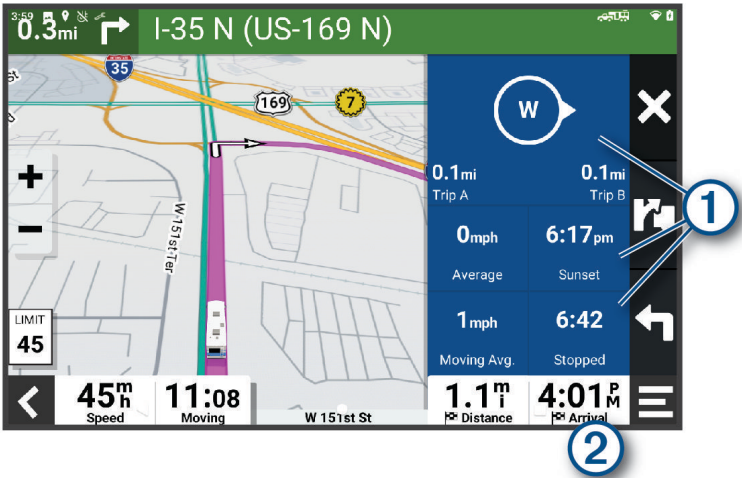 3:59
0.3mi
I-35 N (US-169 N)
35
169
7
W
0.1mi
0.1mi
Trip A
Trip B
1
0mph
6:17pm
Average
Sunset
W 151st Ter
LIMIT
45
1mph
6:42
Moving Avg.
Stopped
45mh
Speed
11:08
Moving
W 151st St
1.1mi
Distance
4:01PM
Arrival
2